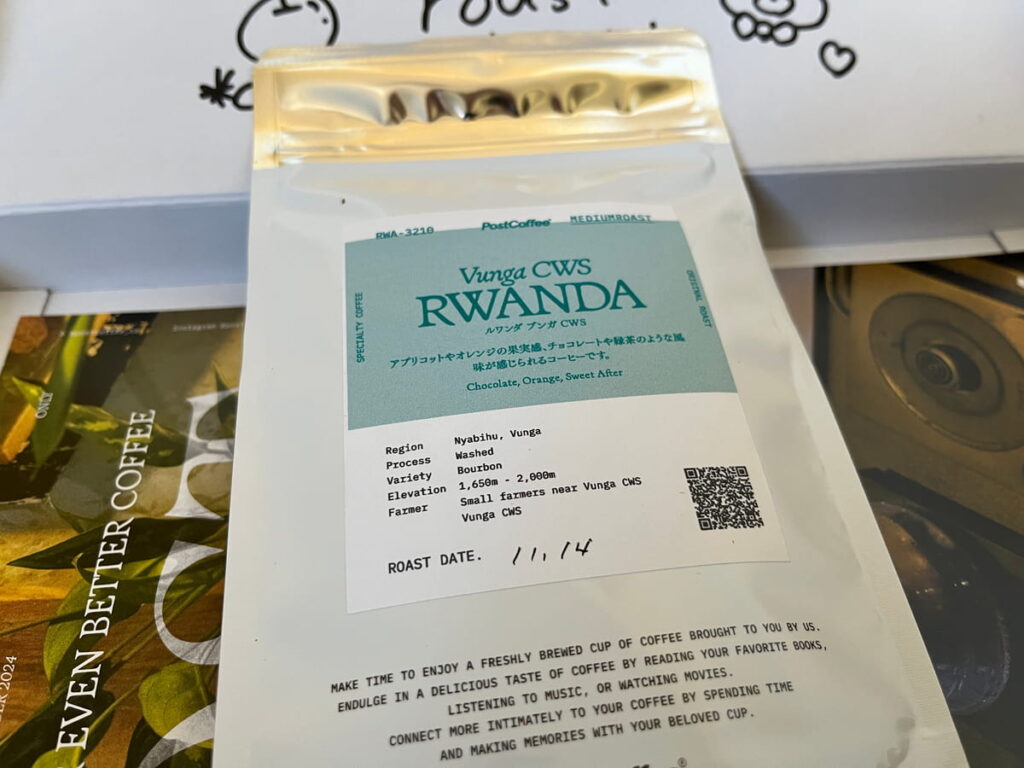 RWA-3210 PostCoffee MEDIUMROAST
SPECIALTY COFFEE
Vunga CWS
RWANDA
ルワンダ ブンガ CWS
アプリコットやオレンジの果実感、チョコレートや緑茶のような風
味が感じられるコーヒーです。
Chocolate, Orange, Sweet After
ORIGINAL ROAST
Region Nyabihu, Vunga
Process Washed
Variety Bourbon
Elevation 1,650m - 2,000m
Farmer Small farmers near Vunga CWS
Vunga CWS
ROAST DATE. 11.14
MAKE TIME TO ENJOY A FRESHLY BREWED CUP OF COFFEE BROUGHT TO YOU BY US.
ENDULGE IN A DELICIOUS TASTE OF COFFEE BY READING YOUR FAVORITE BOOKS,
LISTENING TO MUSIC, OR WATCHING MOVIES.
CONNECT MORE INTIMATELY TO YOUR COFFEE BY SPENDING TIME
AND MAKING MEMORIES WITH YOUR BELOVED CUP.
EVEN BETTER COFFEE
ONLY
2024